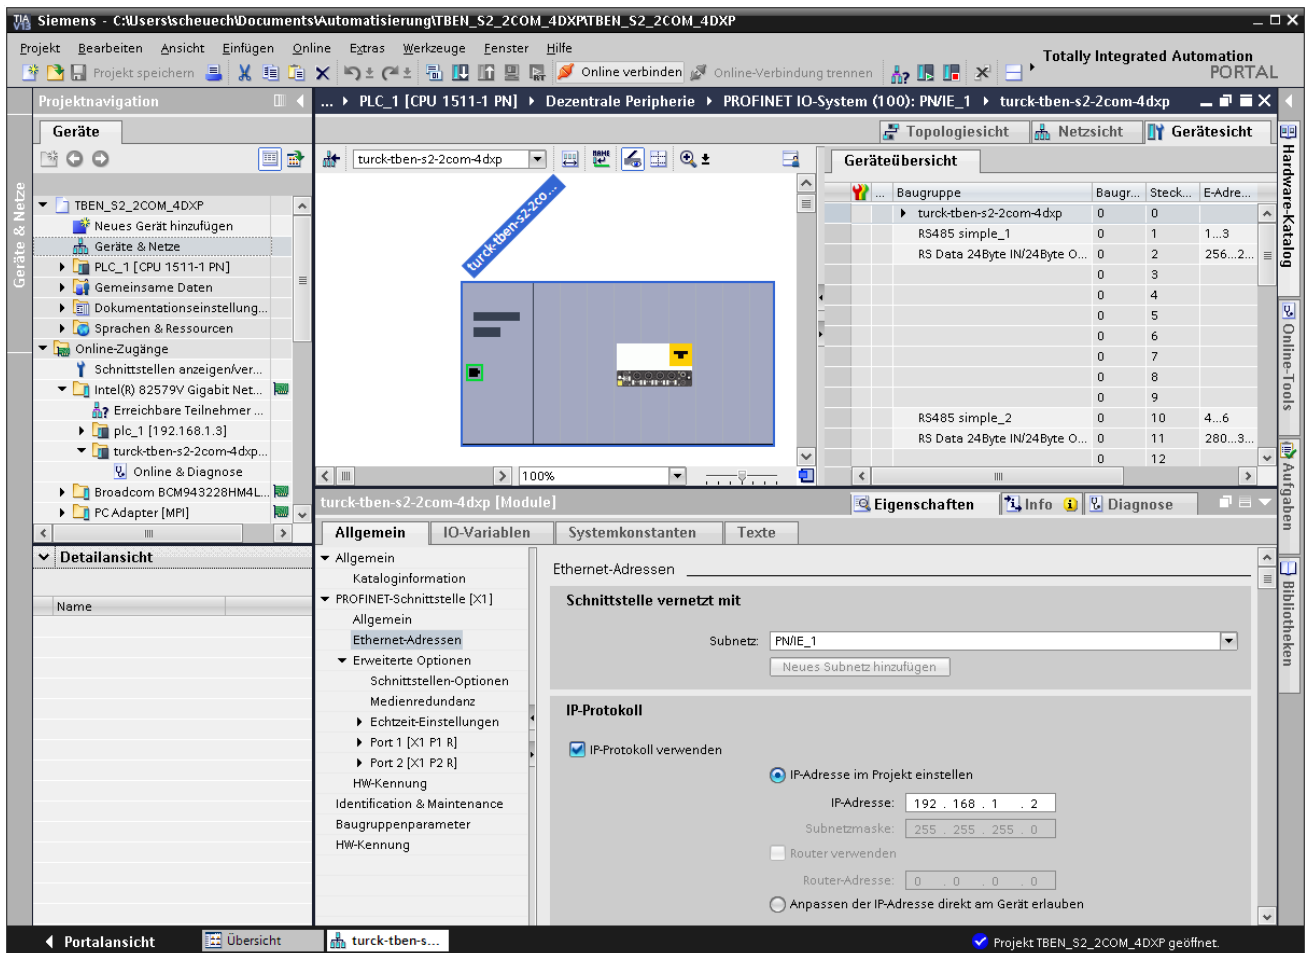 TIA V13 Siemens - C:\Users\scheuech\Documents\Automatisierung\TBEN_S2_2COM_4DXP\TBEN_S2_2COM_4DXP
Projekt Bearbeiten Ansicht Einfügen Online Extras Werkzeuge Fenster Hilfe
Totally Integrated Automation
PORTAL
Projekt speichern Online verbinden Online-Verbindung trennen
Projektnavigation
... PLC_1 [CPU 1511-1 PN] Dezentrale Peripherie PROFINET IO-System (100): PN/IE_1 turck-tben-s2-2com-4dxp
Geräte
Topologiesicht Netzsicht Gerätesicht
turck-tben-s2-2com-4dxp
Geräteübersicht
Geräte & Netze
TBEN_S2_2COM_4DXP
Neues Gerät hinzufügen
Geräte & Netze
PLC_1 [CPU 1511-1 PN]
Gemeinsame Daten
Dokumentationseinstellung...
Sprachen & Ressourcen
Online-Zugänge
Schnittstellen anzeigen/ver...
Intel(R) 82579V Gigabit Net...
Erreichbare Teilnehmer ...
plc_1 [192.168.1.3]
turck-tben-s2-2com-4dxp...
Online & Diagnose
Broadcom BCM943228HM4L...
PC Adapter [MPI]
turck-tben-s2-2co...
100%
... Baugruppe Baugr... Steck... E-Adre...
turck-tben-s2-2com-4dxp 0 0
RS485 simple_1 0 1 1...3
RS Data 24Byte IN/24Byte O... 0 2 256...2...
0 3
0 4
0 5
0 6
0 7
0 8
0 9
RS485 simple_2 0 10 4...6
RS Data 24Byte IN/24Byte O... 0 11 280...3...
0 12
Hardware-Katalog
Online-Tools
Aufgaben
Bibliotheken
Detailansicht
Name
turck-tben-s2-2com-4dxp [Module]
Eigenschaften Info Diagnose
Allgemein IO-Variablen Systemkonstanten Texte
Allgemein
Kataloginformation
PROFINET-Schnittstelle [X1]
Allgemein
Ethernet-Adressen
Erweiterte Optionen
Schnittstellen-Optionen
Medienredundanz
Echtzeit-Einstellungen
Port 1 [X1 P1 R]
Port 2 [X1 P2 R]
HW-Kennung
Identification & Maintenance
Baugruppenparameter
HW-Kennung
Ethernet-Adressen
Schnittstelle vernetzt mit
Subnetz: PN/IE_1
Neues Subnetz hinzufügen
IP-Protokoll
IP-Protokoll verwenden
IP-Adresse im Projekt einstellen
IP-Adresse: 192 . 168 . 1 . 2
Subnetzmaske: 255 . 255 . 255 . 0
Router verwenden
Router-Adresse: 0 . 0 . 0 . 0
Anpassen der IP-Adresse direkt am Gerät erlauben
Portalansicht Übersicht turck-tben-s...
Projekt TBEN_S2_2COM_4DXP geöffnet.